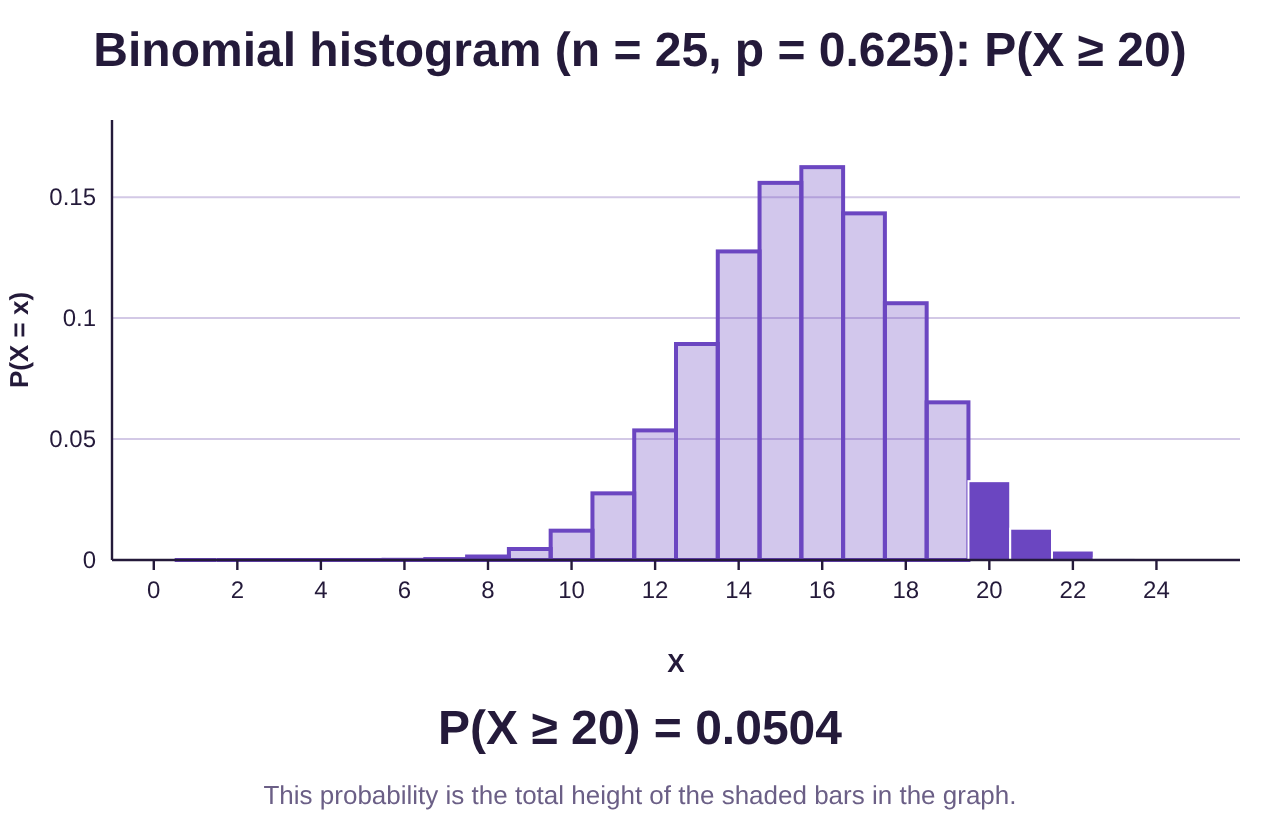 Binomial histogram (n = 25, p = 0.625): P(X ≥ 20)
P(X = x)
0.15
0.1
0.05
0
0 2 4 6 8 10 12 14 16 18 20 22 24
X
P(X ≥ 20) = 0.0504
This probability is the total height of the shaded bars in the graph.